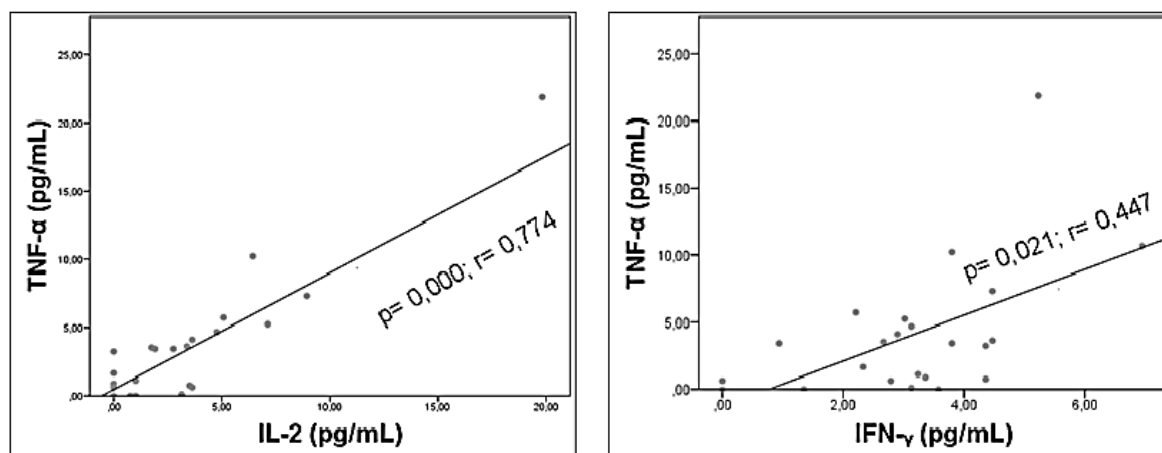 TNF-α (pg/mL)
25,00
20,00
15,00
10,00
5,00
,00
p= 0,000; r= 0,774
,00 5,00 10,00 15,00 20,00
IL-2 (pg/mL)
TNF-α (pg/mL)
25,00
20,00
15,00
10,00
5,00
,00
p= 0,021; r= 0,447
,00 2,00 4,00 6,00
IFN-γ (pg/mL)